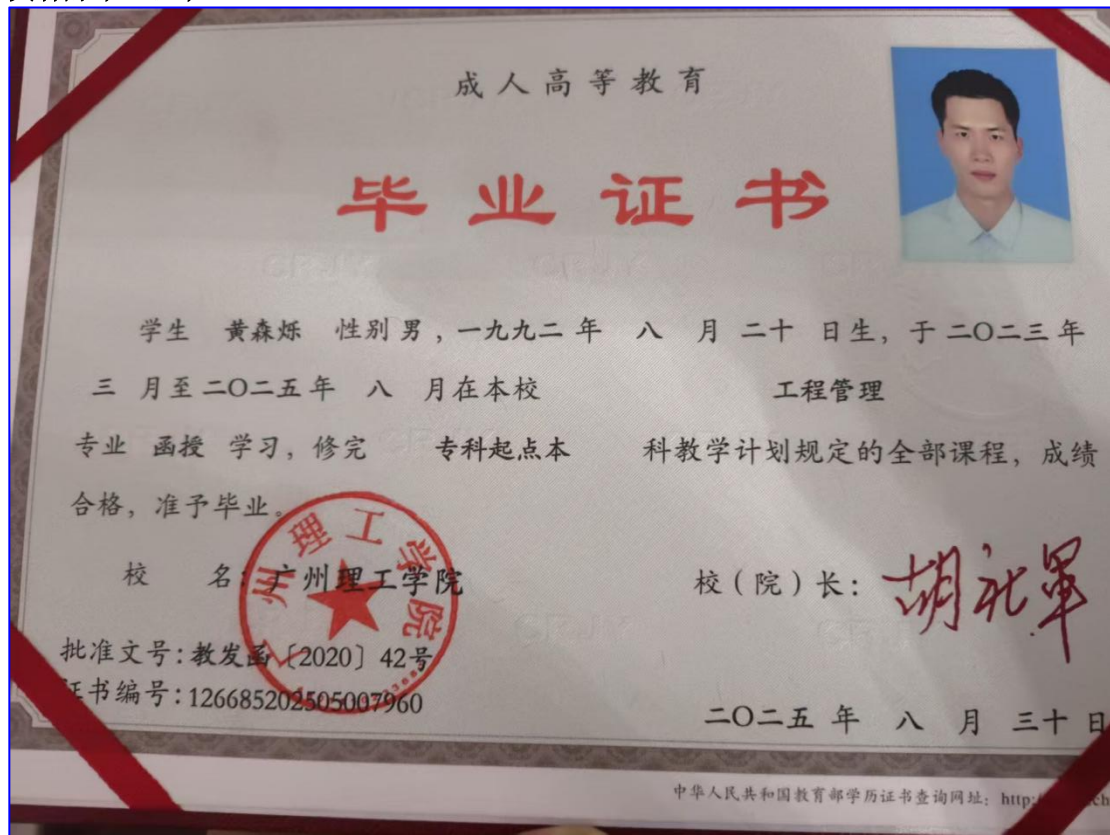 成人高等教育
毕业证书
学生 黄森烁 性别 男，一九九二 年 八 月 二十 日生，于 二〇二三 年
三 月至 二〇二五 年 八 月在本校 工程管理
专业 函授 学习，修完 专科起点本 科教学计划规定的全部课程，成绩
合格，准予毕业。
校 名：广州理工学院
广州理工学院
校（院）长：
批准文号：教发函〔2020〕42号
证书编号：126685202505007960
二〇二五 年 八 月 三十 日
中华人民共和国教育部学历证书查询网址：http: